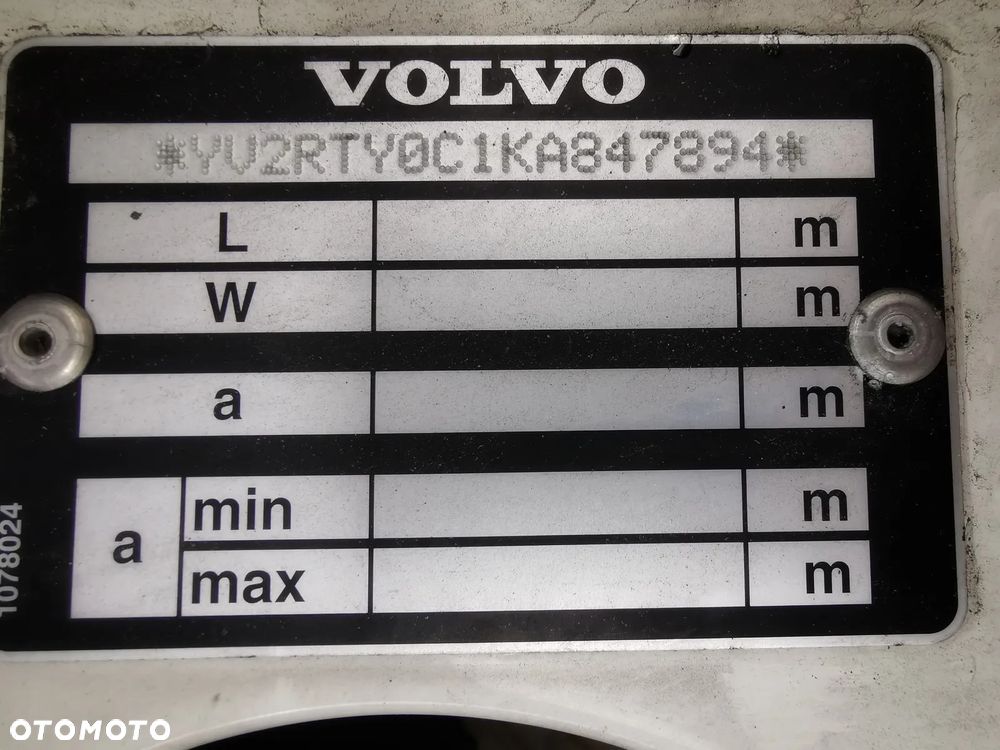 VOLVO
*YV2RTY0C1KA847894*
L m
W m
a m
a min m
max m
1078024
OTOMOTO